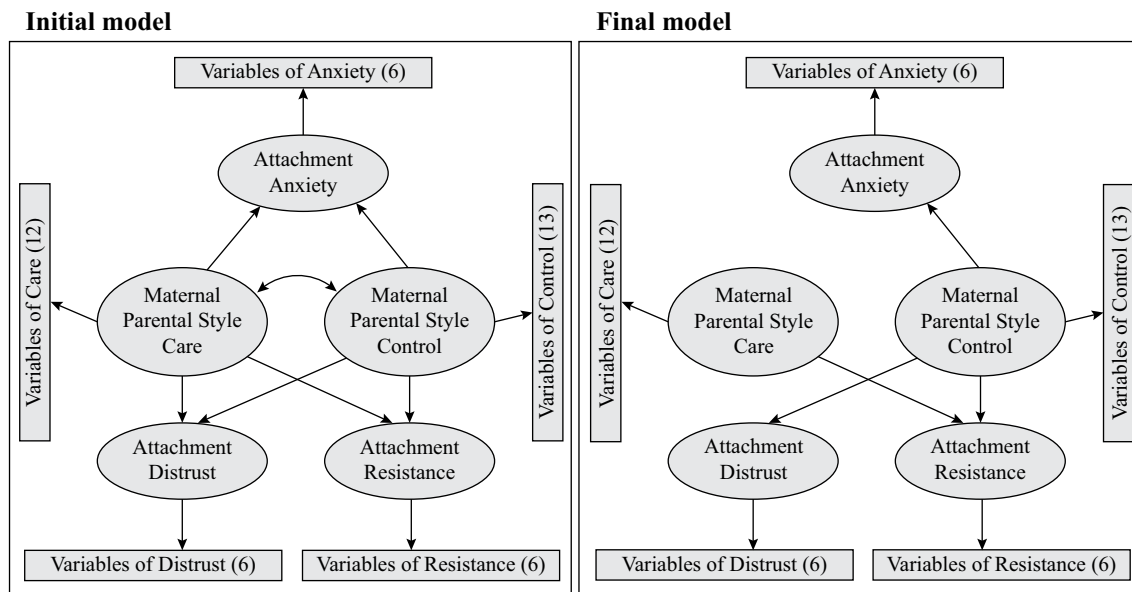 Initial model
Variables of Anxiety (6)
Attachment
Anxiety
Variables of Care (12)
Maternal
Parental Style
Care
Maternal
Parental Style
Control
Variables of Control (13)
Attachment
Distrust
Attachment
Resistance
Variables of Distrust (6)
Variables of Resistance (6)
Final model
Variables of Anxiety (6)
Attachment
Anxiety
Variables of Care (12)
Maternal
Parental Style
Care
Maternal
Parental Style
Control
Variables of Control (13)
Attachment
Distrust
Attachment
Resistance
Variables of Distrust (6)
Variables of Resistance (6)